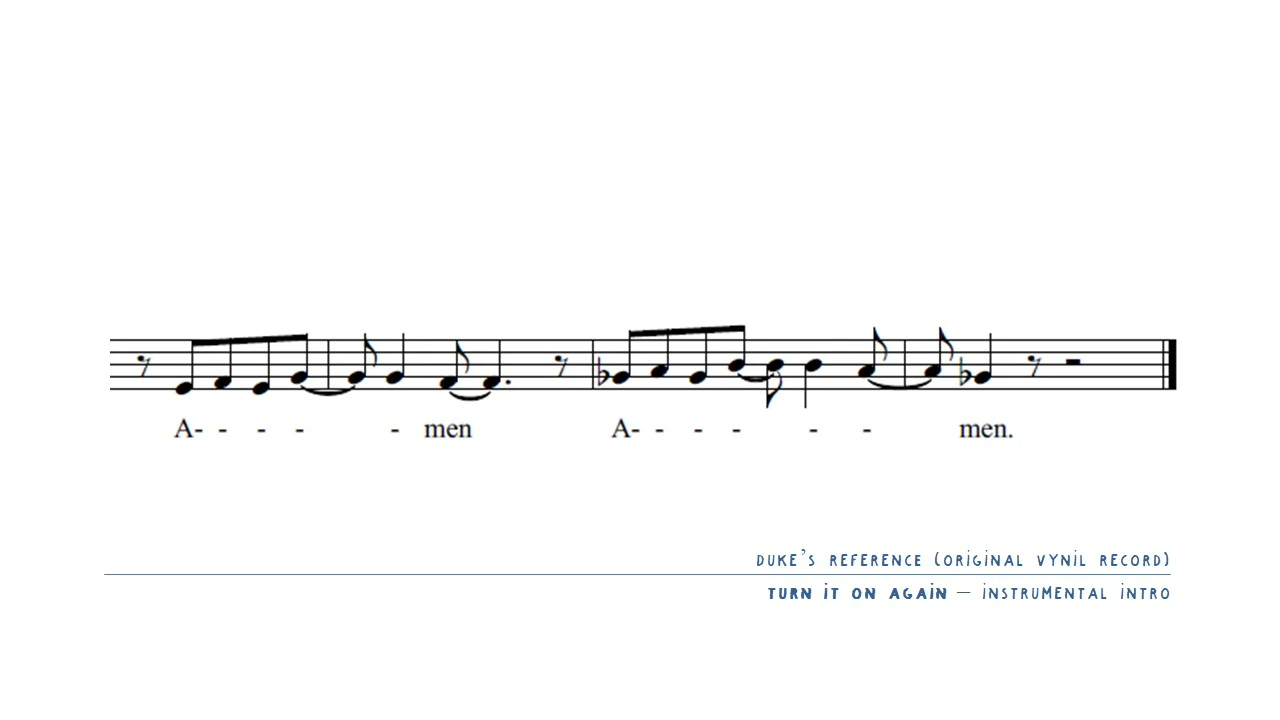 A- - - - - men A- - - - - - men.
DUKE'S REFERENCE (ORIGINAL VYNIL RECORD)
TURN IT ON AGAIN — INSTRUMENTAL INTRO